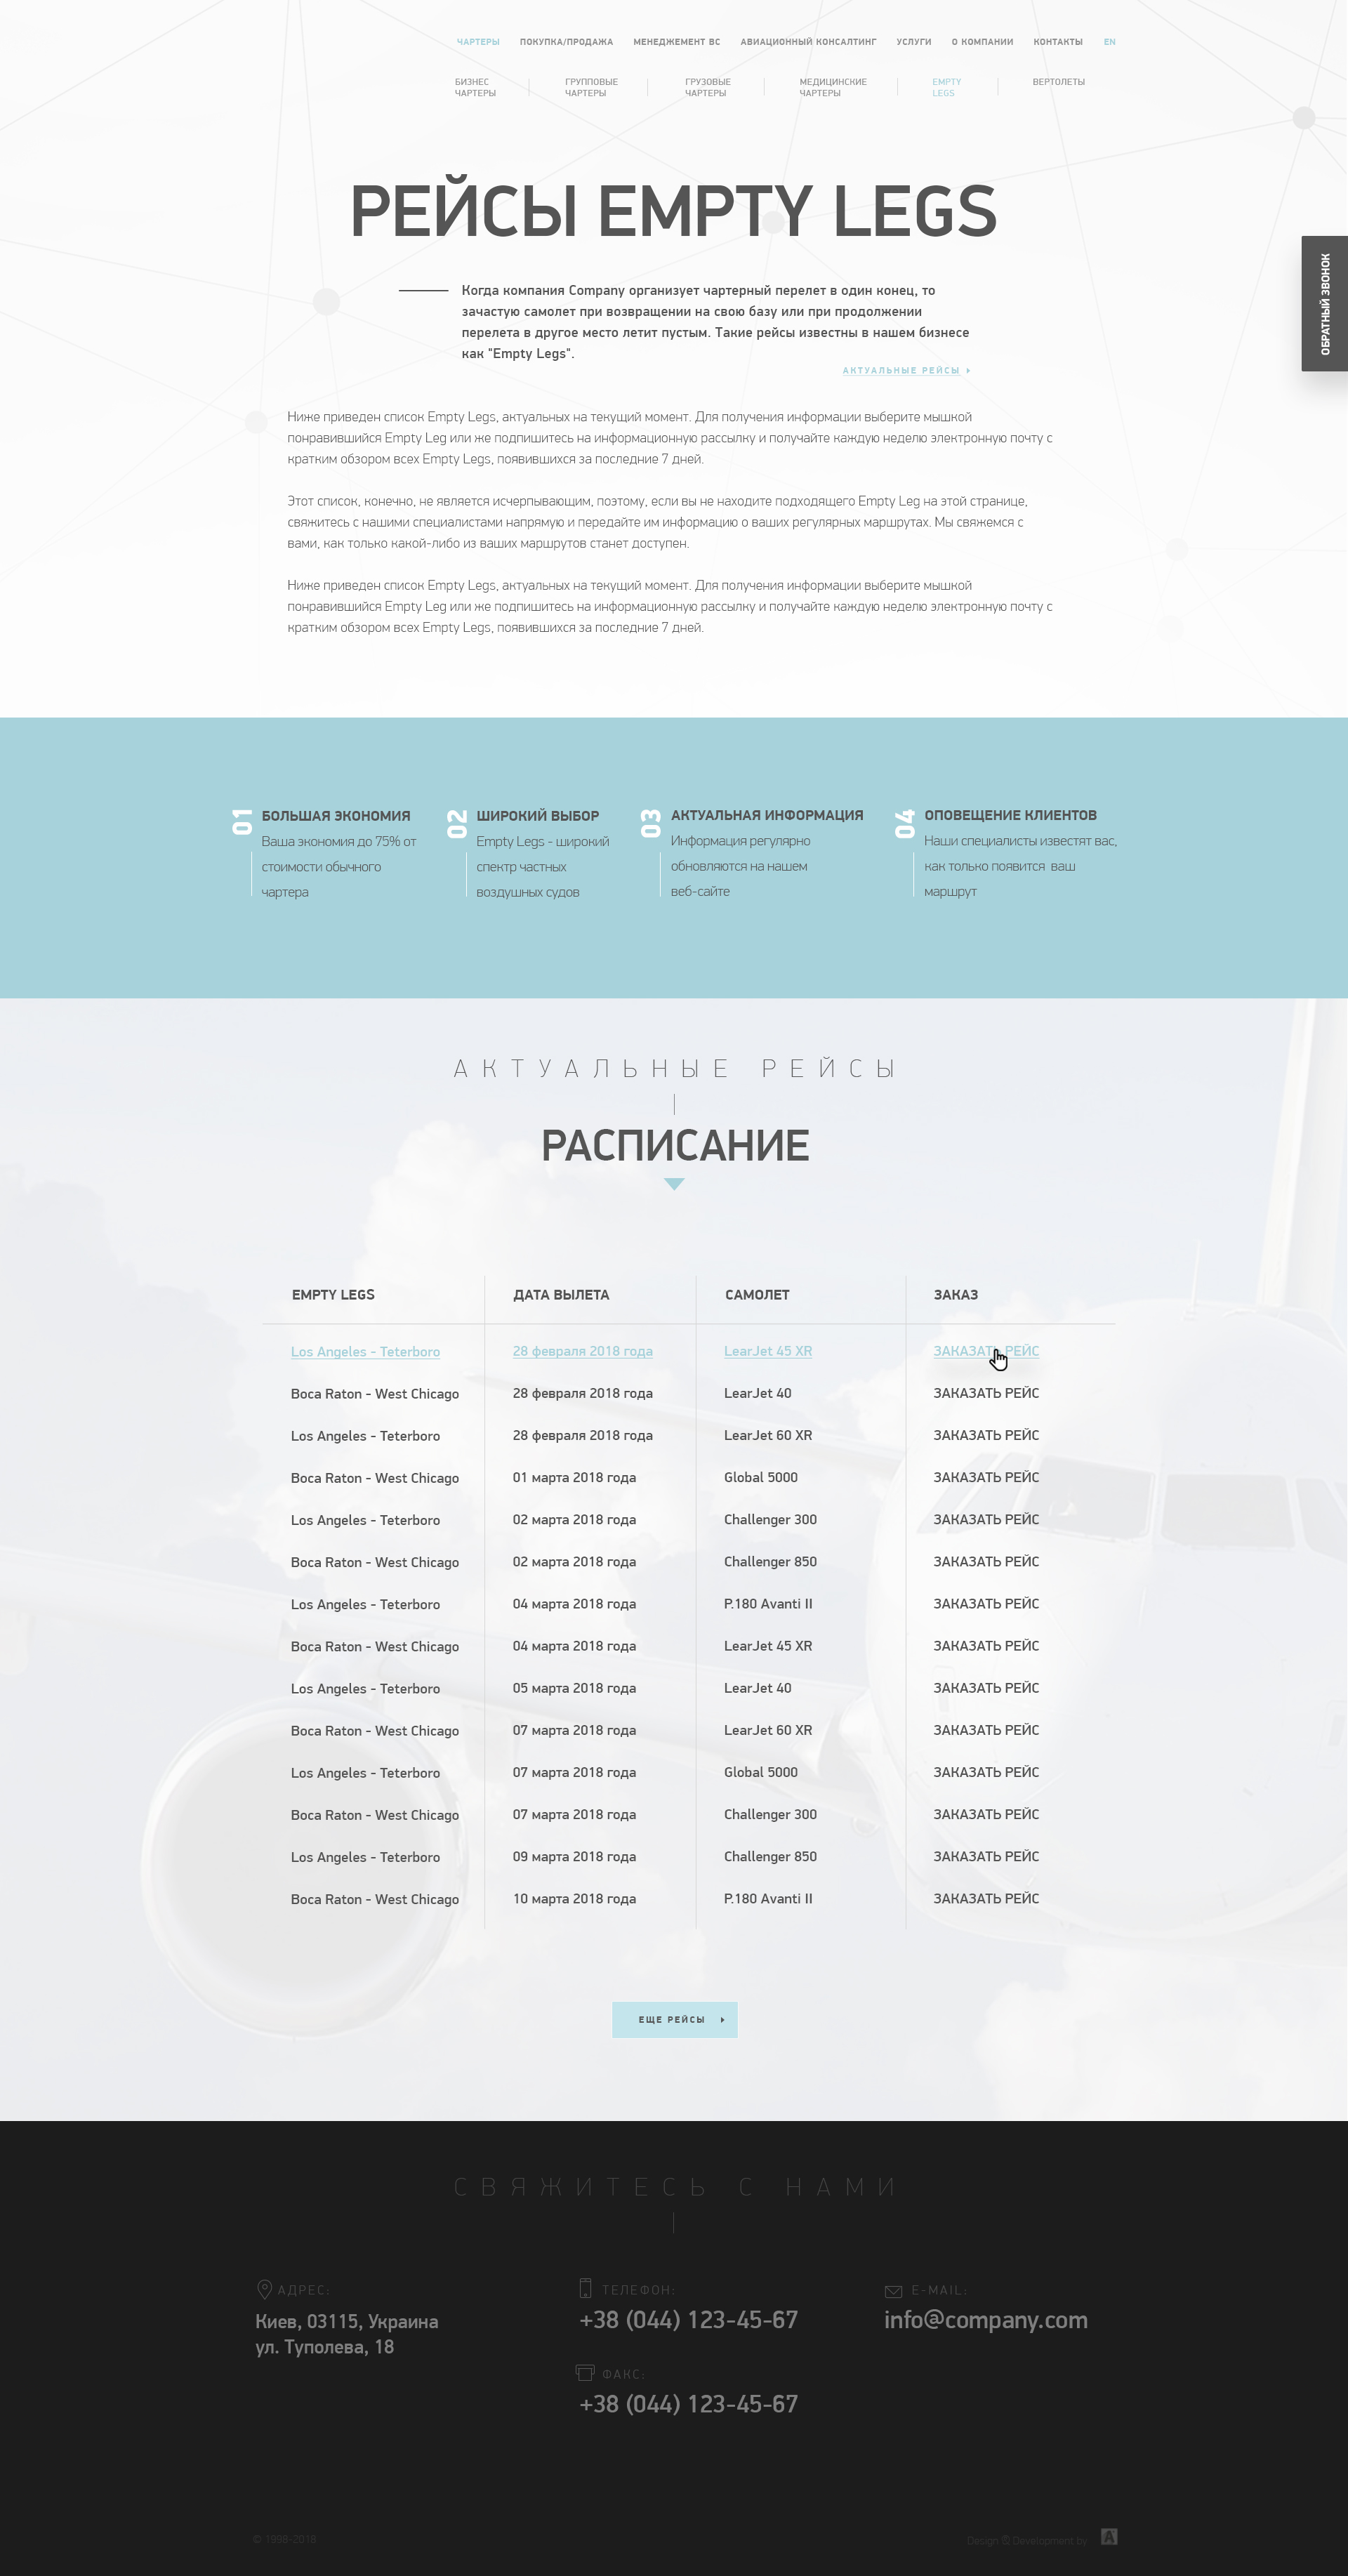 ЧАРТЕРЫ ПОКУПКА/ПРОДАЖА МЕНЕДЖЕМЕНТ ВС АВИАЦИОННЫЙ КОНСАЛТИНГ УСЛУГИ О КОМПАНИИ КОНТАКТЫ EN
БИЗНЕС ЧАРТЕРЫ
ГРУППОВЫЕ ЧАРТЕРЫ
ГРУЗОВЫЕ ЧАРТЕРЫ
МЕДИЦИНСКИЕ ЧАРТЕРЫ
EMPTY LEGS
ВЕРТОЛЕТЫ
РЕЙСЫ EMPTY LEGS
ОБРАТНЫЙ ЗВОНОК
Когда компания Company организует чартерный перелет в один конец, то
зачастую самолет при возвращении на свою базу или при продолжении
перелета в другое место летит пустым. Такие рейсы известны в нашем бизнесе
как "Empty Legs".
АКТУАЛЬНЫЕ РЕЙСЫ
Ниже приведен список Empty Legs, актуальных на текущий момент. Для получения информации выберите мышкой
понравившийся Empty Leg или же подпишитесь на информационную рассылку и получайте каждую неделю электронную почту с
кратким обзором всех Empty Legs, появившихся за последние 7 дней.
Этот список, конечно, не является исчерпывающим, поэтому, если вы не находите подходящего Empty Leg на этой странице,
свяжитесь с нашими специалистами напрямую и передайте им информацию о ваших регулярных маршрутах. Мы свяжемся с
вами, как только какой-либо из ваших маршрутов станет доступен.
Ниже приведен список Empty Legs, актуальных на текущий момент. Для получения информации выберите мышкой
понравившийся Empty Leg или же подпишитесь на информационную рассылку и получайте каждую неделю электронную почту с
кратким обзором всех Empty Legs, появившихся за последние 7 дней.
01
БОЛЬШАЯ ЭКОНОМИЯ
Ваша экономия до 75% от
стоимости обычного
чартера
02
ШИРОКИЙ ВЫБОР
Empty Legs - широкий
спектр частных
воздушных судов
03
АКТУАЛЬНАЯ ИНФОРМАЦИЯ
Информация регулярно
обновляются на нашем
веб-сайте
04
ОПОВЕЩЕНИЕ КЛИЕНТОВ
Наши специалисты известят вас,
как только появится ваш
маршрут
АКТУАЛЬНЫЕ РЕЙСЫ
РАСПИСАНИЕ
EMPTY LEGS ДАТА ВЫЛЕТА САМОЛЕТ ЗАКАЗ
Los Angeles - Teterboro 28 февраля 2018 года LearJet 45 XR ЗАКАЗАТЬ РЕЙС
Boca Raton - West Chicago 28 февраля 2018 года LearJet 40 ЗАКАЗАТЬ РЕЙС
Los Angeles - Teterboro 28 февраля 2018 года LearJet 60 XR ЗАКАЗАТЬ РЕЙС
Boca Raton - West Chicago 01 марта 2018 года Global 5000 ЗАКАЗАТЬ РЕЙС
Los Angeles - Teterboro 02 марта 2018 года Challenger 300 ЗАКАЗАТЬ РЕЙС
Boca Raton - West Chicago 02 марта 2018 года Challenger 850 ЗАКАЗАТЬ РЕЙС
Los Angeles - Teterboro 04 марта 2018 года P.180 Avanti II ЗАКАЗАТЬ РЕЙС
Boca Raton - West Chicago 04 марта 2018 года LearJet 45 XR ЗАКАЗАТЬ РЕЙС
Los Angeles - Teterboro 05 марта 2018 года LearJet 40 ЗАКАЗАТЬ РЕЙС
Boca Raton - West Chicago 07 марта 2018 года LearJet 60 XR ЗАКАЗАТЬ РЕЙС
Los Angeles - Teterboro 07 марта 2018 года Global 5000 ЗАКАЗАТЬ РЕЙС
Boca Raton - West Chicago 07 марта 2018 года Challenger 300 ЗАКАЗАТЬ РЕЙС
Los Angeles - Teterboro 09 марта 2018 года Challenger 850 ЗАКАЗАТЬ РЕЙС
Boca Raton - West Chicago 10 марта 2018 года P.180 Avanti II ЗАКАЗАТЬ РЕЙС
ЕЩЕ РЕЙСЫ
СВЯЖИТЕСЬ С НАМИ
АДРЕС:
Киев, 03115, Украина
ул. Туполева, 18
ТЕЛЕФОН:
+38 (044) 123-45-67
ФАКС:
+38 (044) 123-45-67
E-MAIL:
info@company.com
© 1998-2018
Design & Development by A